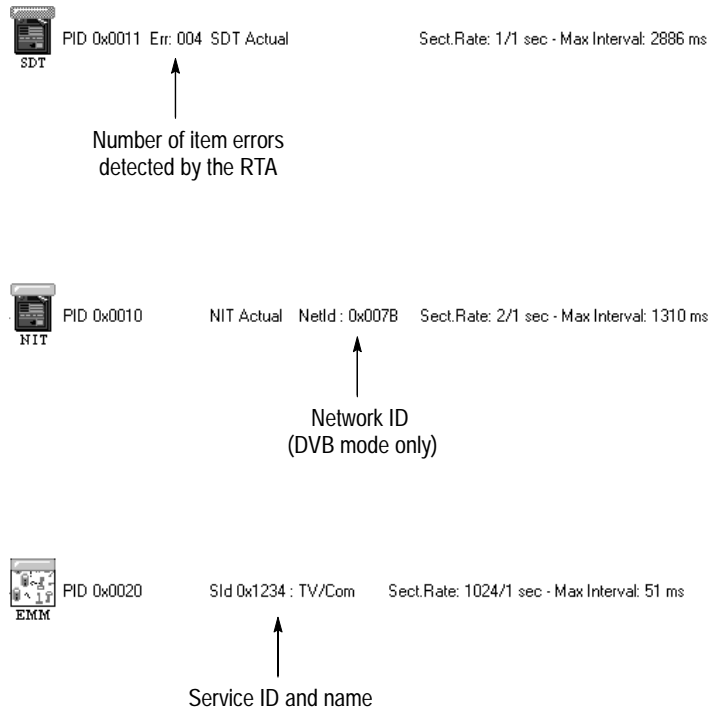 PID 0x0011 Err: 004 SDT Actual Sect.Rate: 1/1 sec - Max Interval: 2886 ms
SDT
Number of item errors
detected by the RTA
PID 0x0010 NIT Actual NetId : 0x007B Sect.Rate: 2/1 sec - Max Interval: 1310 ms
NIT
Network ID
(DVB mode only)
PID 0x0020 SId 0x1234 : TV/Com Sect.Rate: 1024/1 sec - Max Interval: 51 ms
EMM
Service ID and name